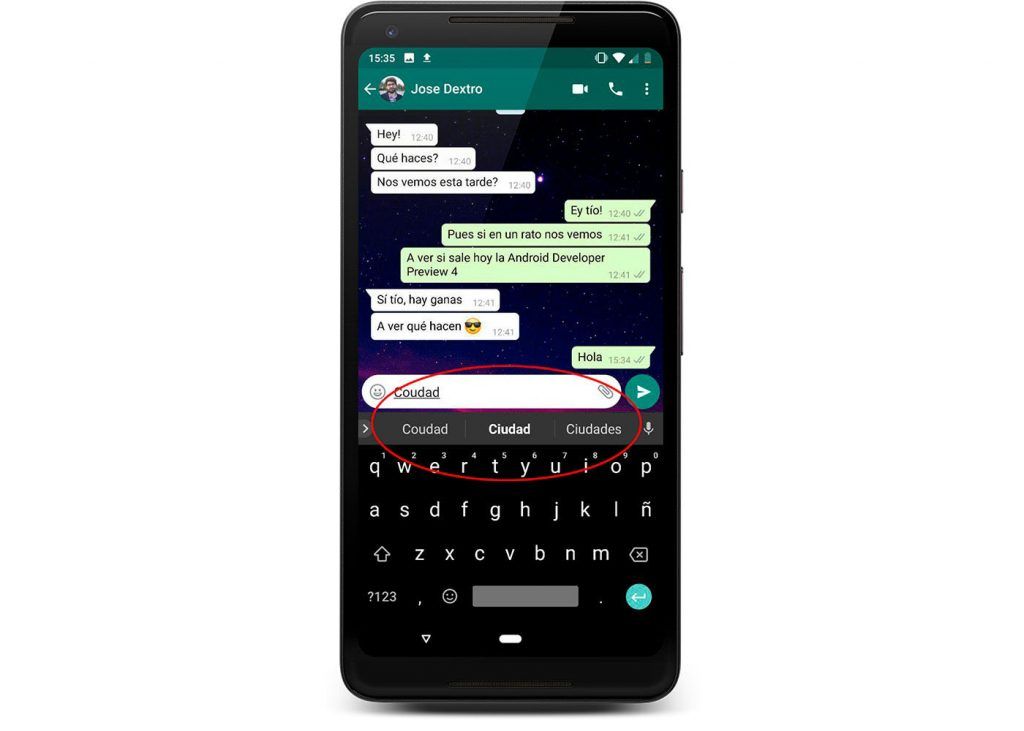 15:35
Jose Dextro
Hey! 12:40
Qué haces? 12:40
Nos vemos esta tarde? 12:40
Ey tío! 12:40
Pues si en un rato nos vemos 12:41
A ver si sale hoy la Android Developer
Preview 4 12:41
Sí tío, hay ganas 12:41
A ver qué hacen 😎 12:41
Hola 15:34
Coudad
Coudad Ciudad Ciudades
1 2 3 4 5 6 7 8 9 0
q w e r t y u i o p
a s d f g h j k l ñ
z x c v b n m
?123 , .